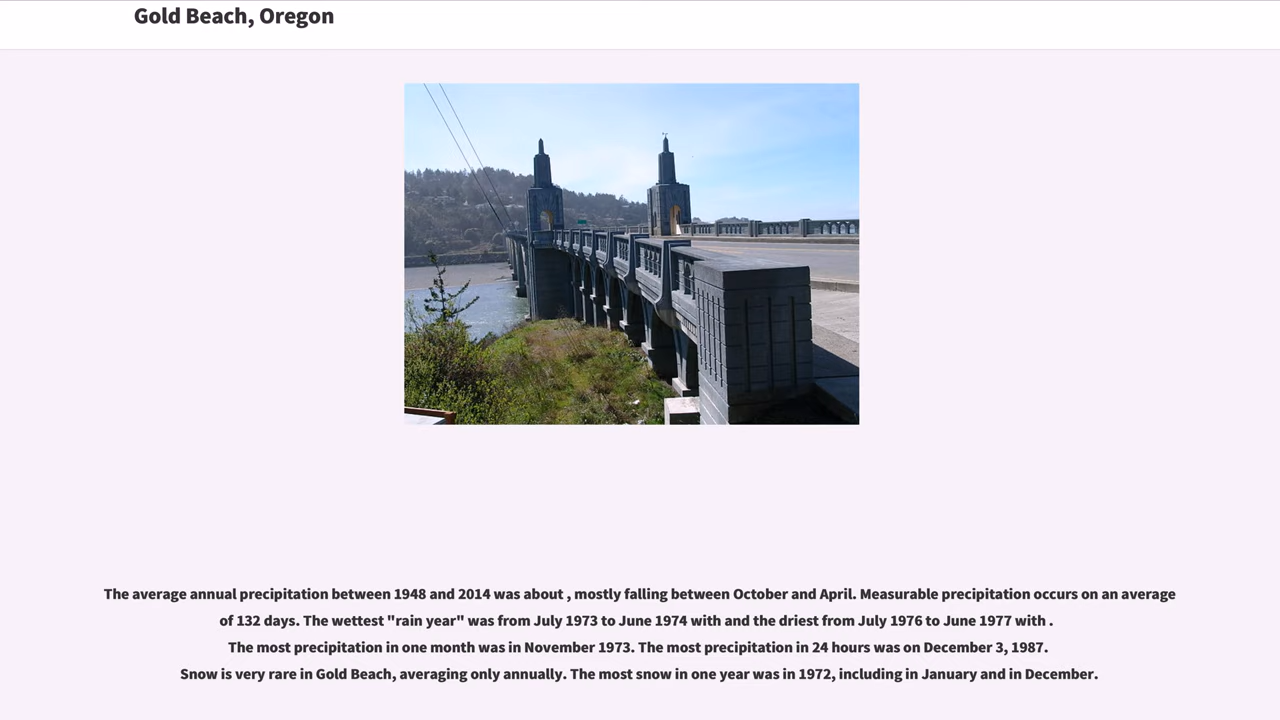 Gold Beach, Oregon
The average annual precipitation between 1948 and 2014 was about , mostly falling between October and April. Measurable precipitation occurs on an average
of 132 days. The wettest "rain year" was from July 1973 to June 1974 with and the driest from July 1976 to June 1977 with .
The most precipitation in one month was in November 1973. The most precipitation in 24 hours was on December 3, 1987.
Snow is very rare in Gold Beach, averaging only annually. The most snow in one year was in 1972, including in January and in December.